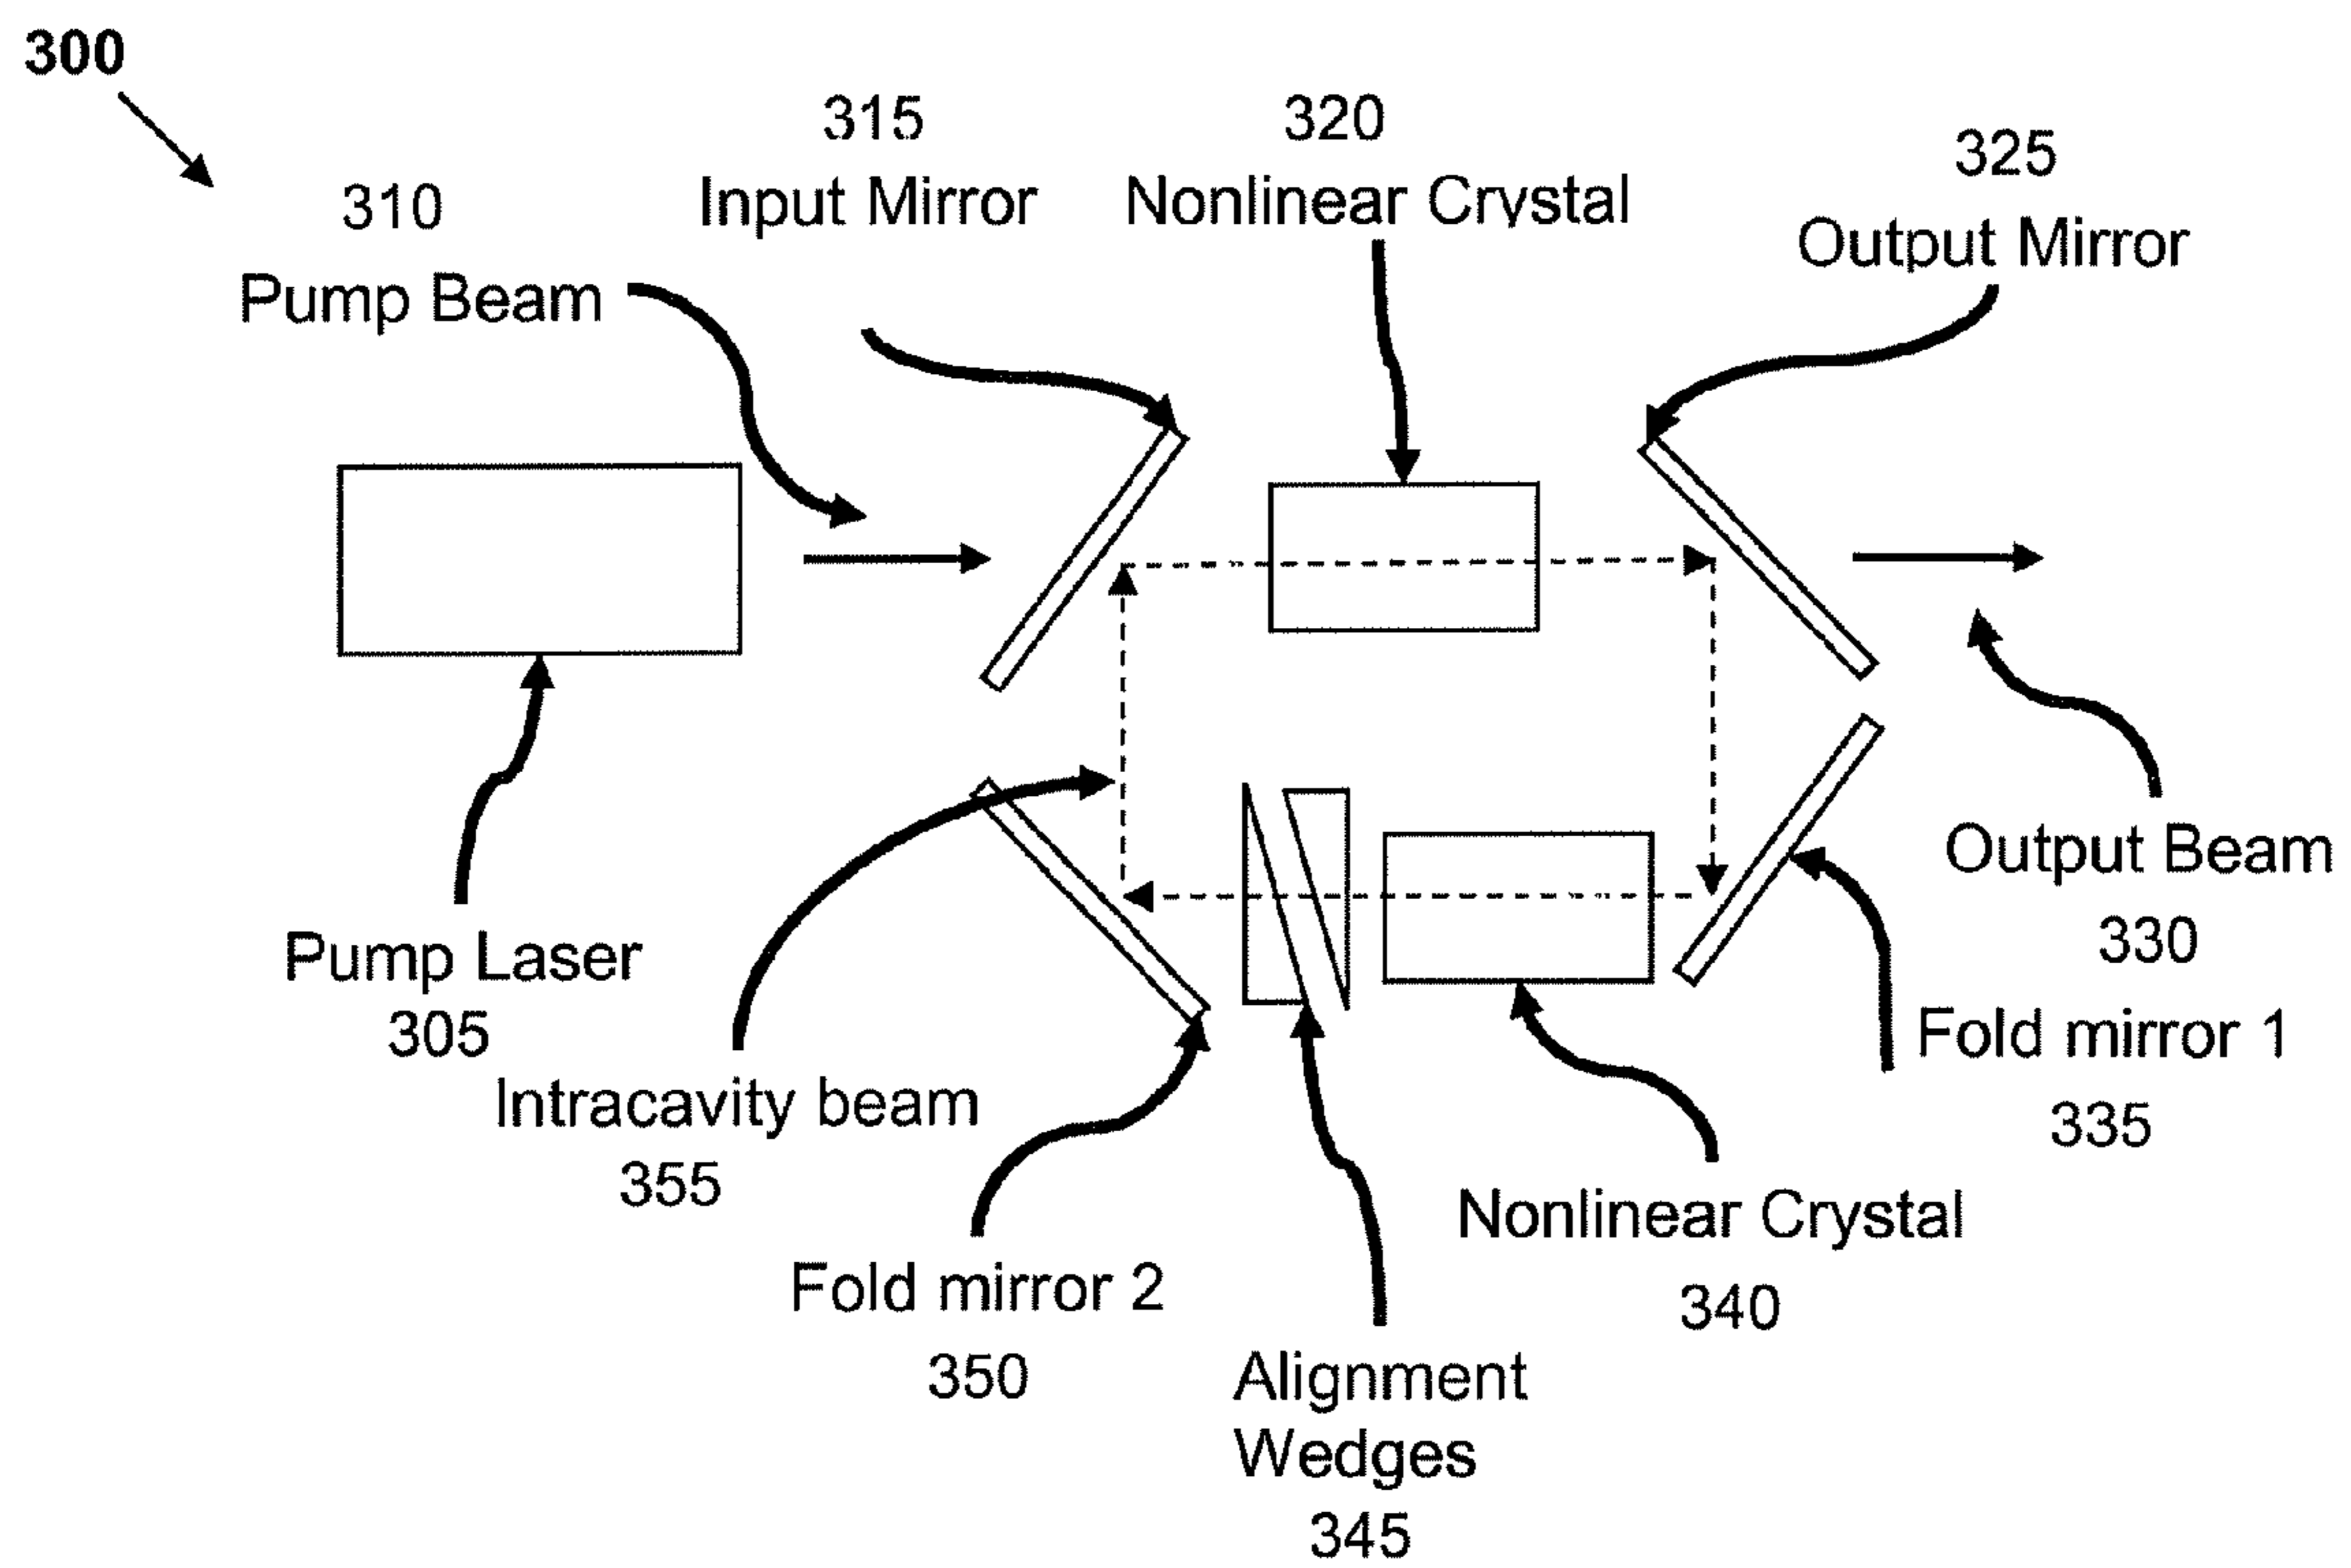 300
310
Pump Beam
315
Input Mirror
320
Nonlinear Crystal
325
Output Mirror
Pump Laser
305
Intracavity beam
355
Fold mirror 2
350
Alignment
Wedges
345
Nonlinear Crystal
340
Fold mirror 1
335
Output Beam
330